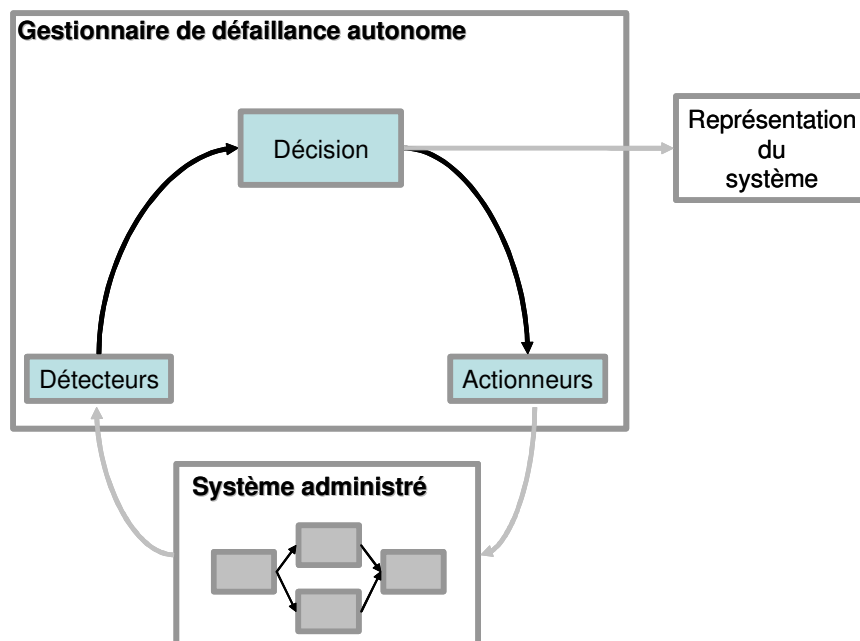 Gestionnaire de défaillance autonome
Décision
Représentation
du
système
Détecteurs
Actionneurs
Système administré